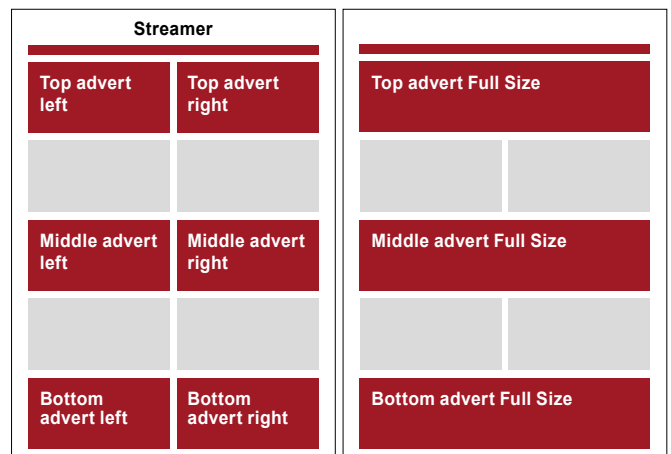 Streamer
Top advert
left
Top advert
right
Middle advert
left
Middle advert
right
Bottom
advert left
Bottom
advert right
Top advert Full Size
Middle advert Full Size
Bottom advert Full Size